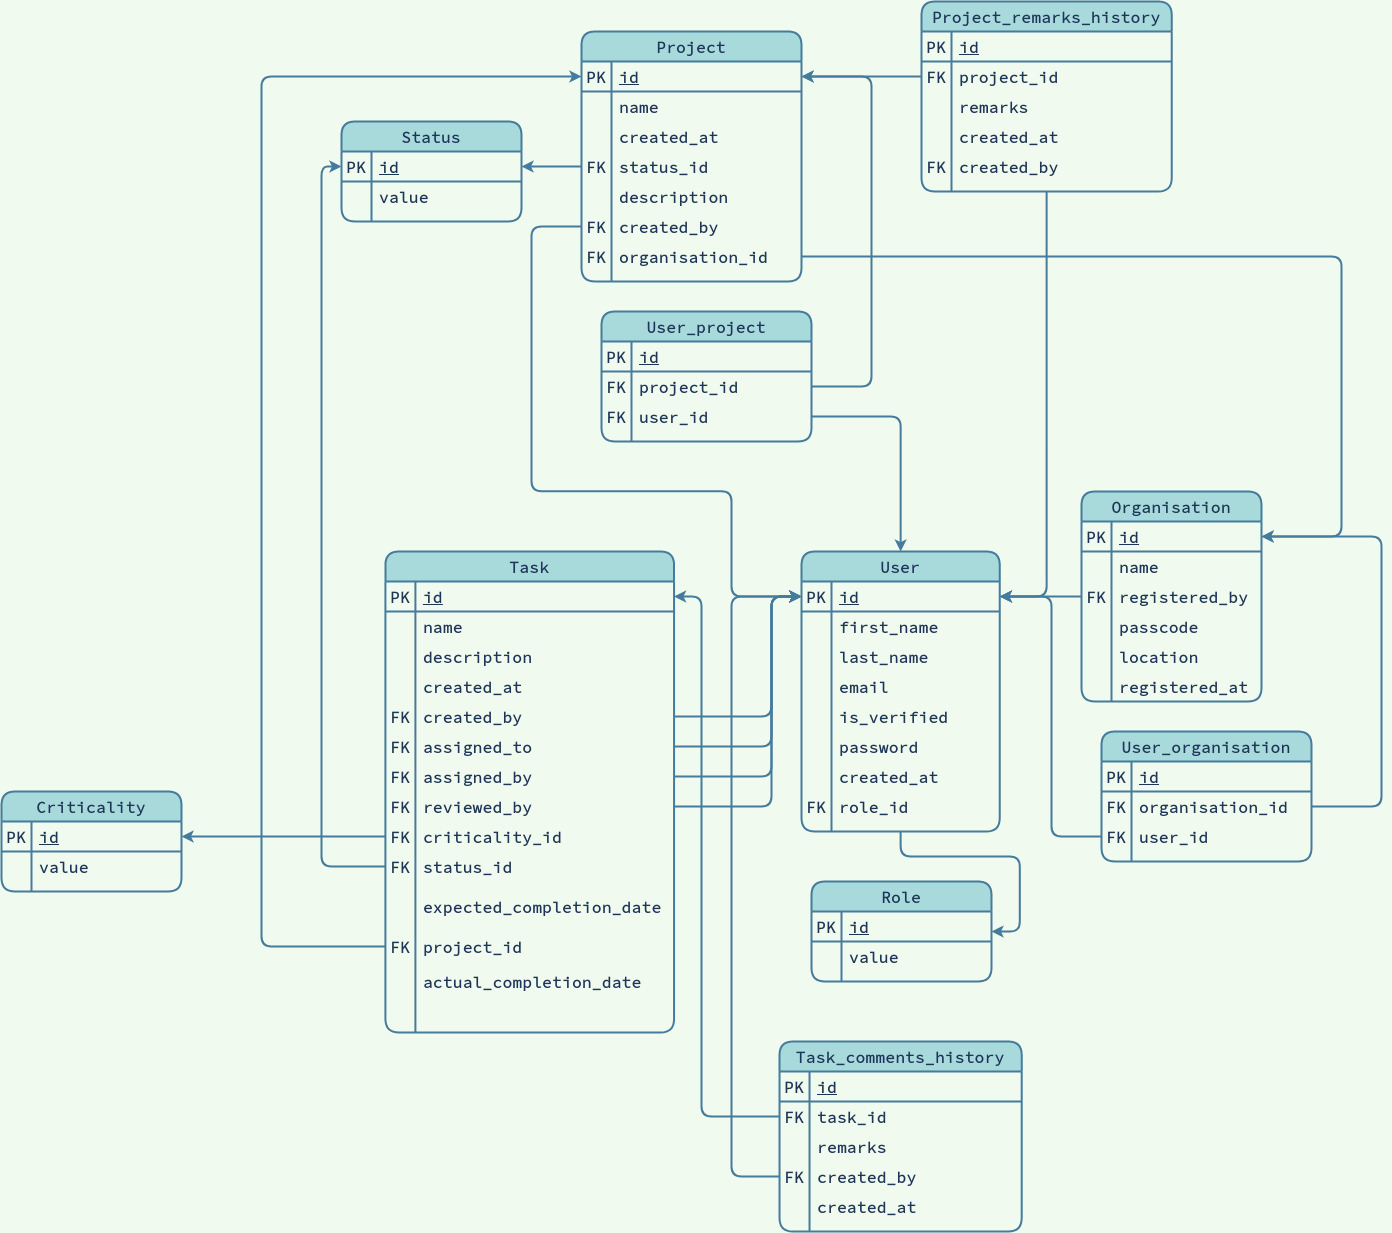 Project_remarks_history
PK id
FK project_id
remarks
created_at
FK created_by
Project
PK id
name
created_at
FK status_id
description
FK created_by
FK organisation_id
Status
PK id
value
User_project
PK id
FK project_id
FK user_id
Organisation
PK id
name
FK registered_by
passcode
location
registered_at
Task
PK id
name
description
created_at
FK created_by
FK assigned_to
FK assigned_by
FK reviewed_by
FK criticality_id
FK status_id
expected_completion_date
FK project_id
actual_completion_date
User
PK id
first_name
last_name
email
is_verified
password
created_at
FK role_id
User_organisation
PK id
FK organisation_id
FK user_id
Criticality
PK id
value
Role
PK id
value
Task_comments_history
PK id
FK task_id
remarks
FK created_by
created_at